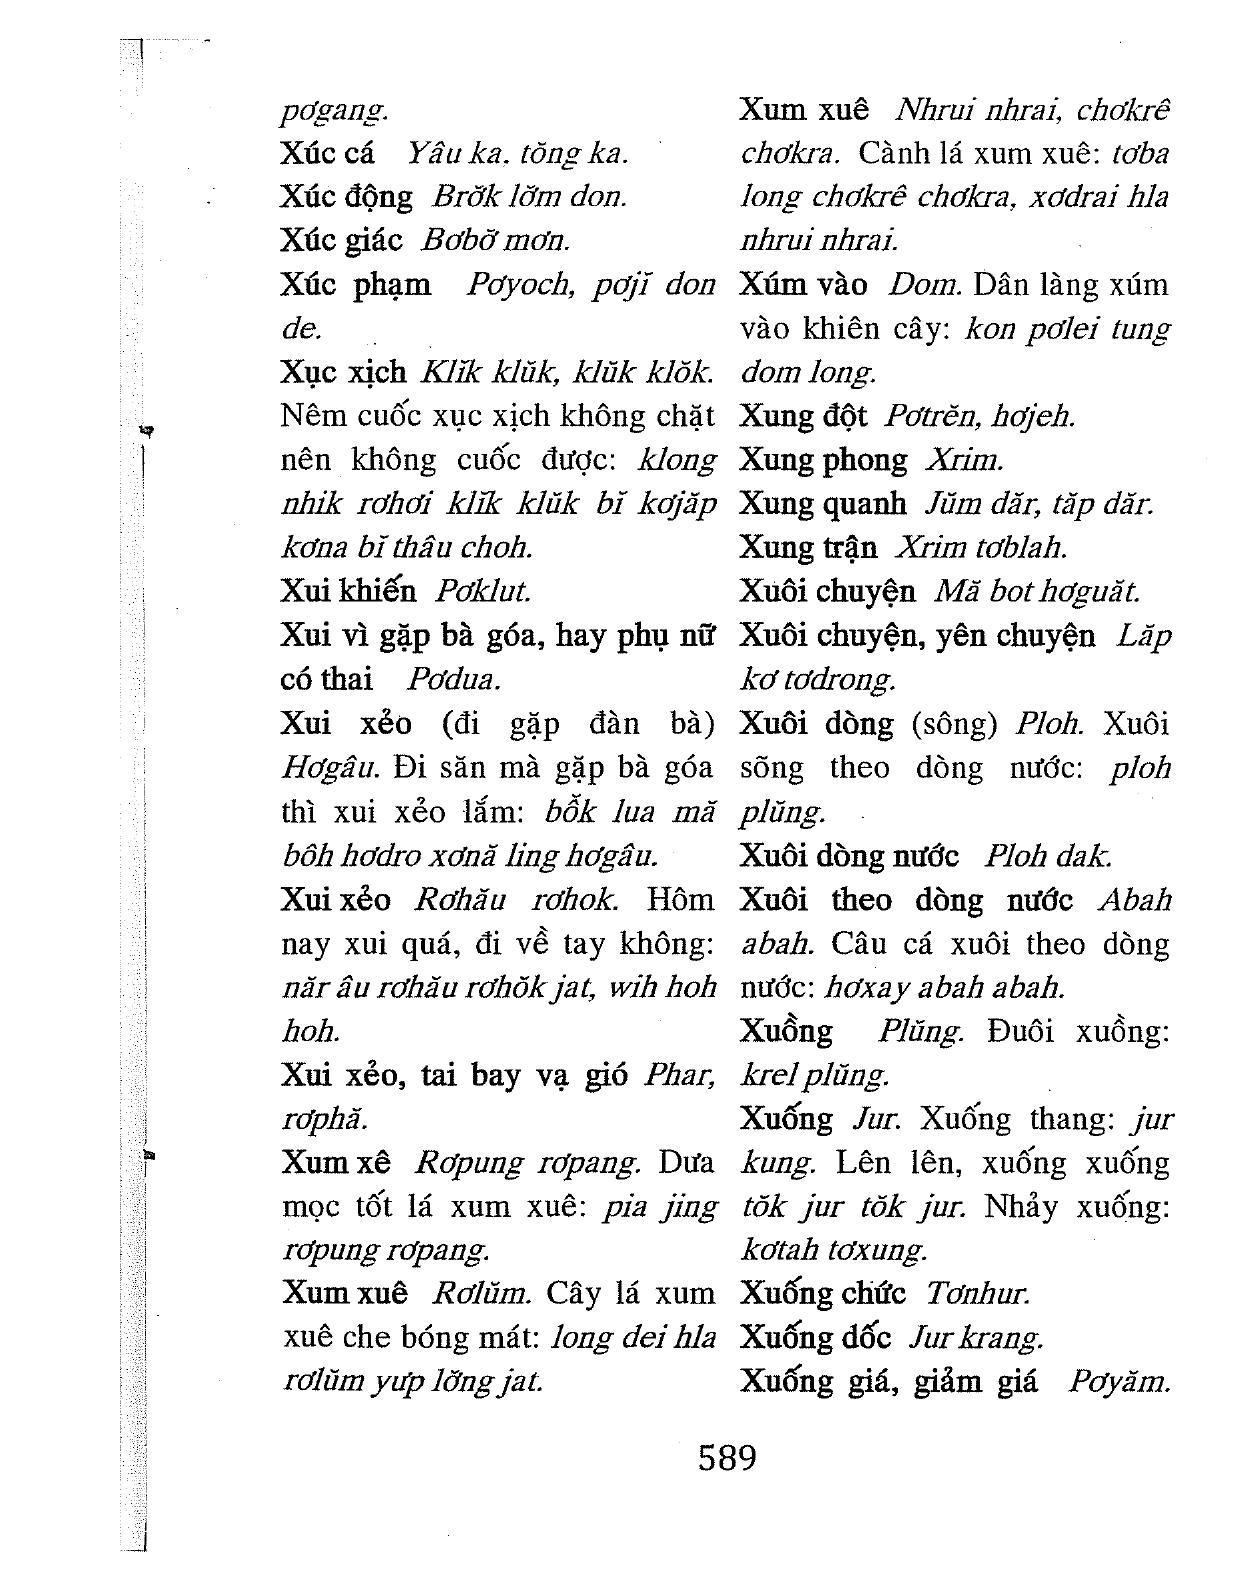 pơgang.
Xúc cá Yâu ka, tŏng ka.
Xúc động Brơ̆k lơ̆m don.
Xúc giác Bơbơ̆ mơn.
Xúc phạm Pơyoch, pơjĭ don
de.
Xục xịch Klĭk klŭk, klŭk klŏk.
Nêm cuốc xục xịch không chặt
nên không cuốc được: klong
nhik rơhơi klĭk klŭk bĭ kơjăp
kơna bĭ thâu choh.
Xui khiến Pơklut.
Xui vì gặp bà góa, hay phụ nữ
có thai Pơdua.
Xui xẻo (đi gặp đàn bà)
Hơgâu. Đi săn mà gặp bà góa
thì xui xẻo lắm: bô̆k lua mă
bôh hơdro xơnă ling hơgâu.
Xui xẻo Rơhău rơhok. Hôm
nay xui quá, đi về tay không:
năr âu rơhău rơhŏk jat, wih hoh
hoh.
Xui xẻo, tai bay vạ gió Phar,
rơphă.
Xum xê Rơpung rơpang. Dưa
mọc tốt lá xum xuê: pia jing
rơpung rơpang.
Xum xuê Rơlŭm. Cây lá xum
xuê che bóng mát: long dei hla
rơlŭm yưp lơ̆ng jat.
Xum xuê Nhrui nhrai, chơkrê
chơkra. Cành lá xum xuê: tơba
long chơkrê chơkra, xơdrai hla
nhrui nhrai.
Xúm vào Dom. Dân làng xúm
vào khiên cây: kon pơlei tung
dom long.
Xung đột Pơtrĕn, hơjeh.
Xung phong Xrim.
Xung quanh Jŭm dăr, tăp dăr.
Xung trận Xrim tơblah.
Xuôi chuyện Mă bot hơguăt.
Xuôi chuyện, yên chuyện Lăp
kơ tơdrong.
Xuôi dòng (sông) Ploh. Xuôi
sõng theo dòng nước: ploh
plŭng.
Xuôi dòng nước Ploh dak.
Xuôi theo dòng nước Abah
abah. Câu cá xuôi theo dòng
nước: hơxay abah abah.
Xuồng Plŭng. Đuôi xuồng:
krel plŭng.
Xuống Jur. Xuống thang: jur
kung. Lên lên, xuống xuống
tŏk jur tŏk jur. Nhảy xuống:
kơtah tơxung.
Xuống chức Tơnhur.
Xuống dốc Jur krang.
Xuống giá, giảm giá Pơyăm.
589